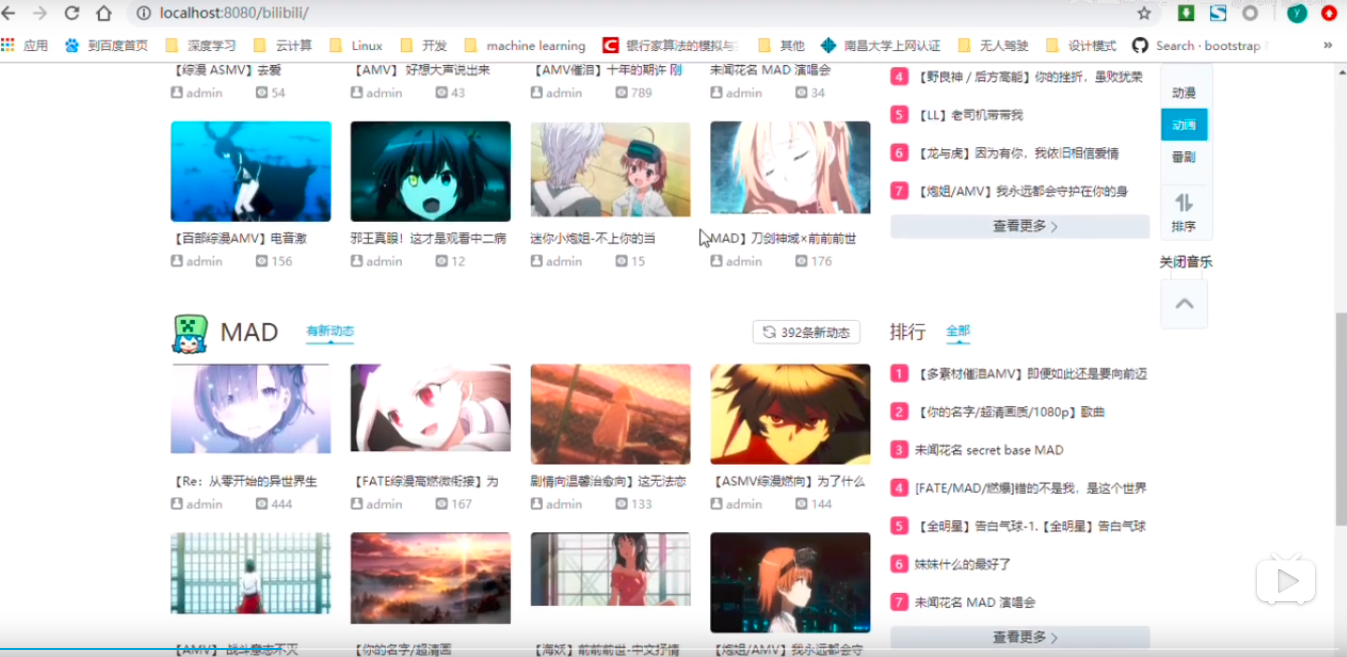 localhost:8080/bilibili/
应用 到百度首页 深度学习 云计算 Linux 开发 machine learning 银行家算法的模拟与 其他 南昌大学上网认证 无人驾驶 设计模式 Search · bootstrap »
【综漫 ASMV】去爱 【AMV】 好想大声说出来 【AMV催泪】十年的期许 刚 未闻花名 MAD 演唱会
admin 54 admin 43 admin 789 admin 34
【百部综漫AMV】电音激 邪王真眼！这才是观看中二病 迷你小炮姐-不上你的当 MAD】刀剑神域×前前前世
admin 156 admin 12 admin 15 admin 176
4 【野良神 / 后方高能】你的挫折，虽败犹荣
5 【LL】老司机带带我
6 【龙与虎】因为有你，我依旧相信爱情
7 【炮姐/AMV】我永远都会守护在你的身
查看更多 >
动漫
动画
番剧
排序
关闭音乐
MAD 有新动态 392条新动态
【Re：从零开始的异世界生 【FATE综漫高燃微衔接】为 剧情向温馨治愈向】这无法恋 【ASMV综漫燃向】为了什么
admin 444 admin 167 admin 133 admin 144
【AMV】 战斗意志不灭 【你的名字/超清画 【海妖】前前前世-中文抒情 【炮姐/AMV】我永远都会守
排行 全部
1 【多素材催泪AMV】即便如此还是要向前迈
2 【你的名字/超清画质/1080p】歌曲
3 未闻花名 secret base MAD
4 [FATE/MAD/燃爆]错的不是我，是这个世界
5 【全明星】告白气球-1.【全明星】告白气球
6 妹妹什么的最好了
7 未闻花名 MAD 演唱会
查看更多 >